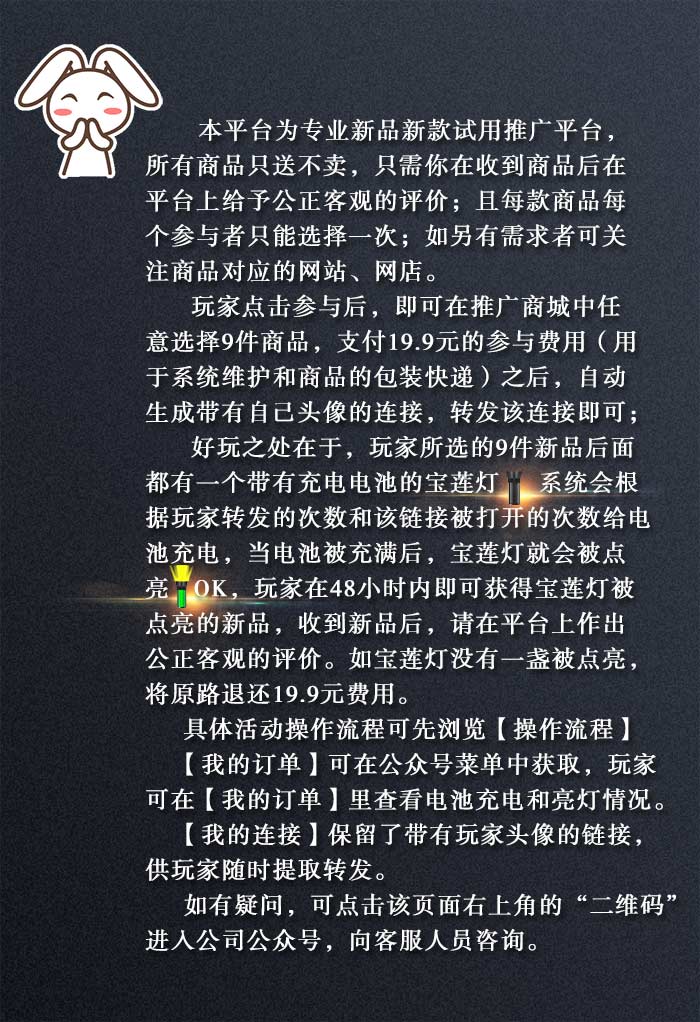 本平台为专业新品新款试用推广平台，
所有商品只送不卖，只需你在收到商品后在
平台上给予公正客观的评价；且每款商品每
个参与者只能选择一次；如另有需求者可关
注商品对应的网站、网店。
玩家点击参与后，即可在推广商城中任
意选择9件商品，支付19.9元的参与费用（用
于系统维护和商品的包装快递）之后，自动
生成带有自己头像的连接，转发该连接即可；
好玩之处在于，玩家所选的9件新品后面
都有一个带有充电电池的宝莲灯 系统会根
据玩家转发的次数和该链接被打开的次数给电
池充电，当电池被充满后，宝莲灯就会被点
亮 OK，玩家在48小时内即可获得宝莲灯被
点亮的新品，收到新品后，请在平台上作出
公正客观的评价。如宝莲灯没有一盏被点亮，
将原路退还19.9元费用。
具体活动操作流程可先浏览【操作流程】
【我的订单】可在公众号菜单中获取，玩家
可在【我的订单】里查看电池充电和亮灯情况。
【我的连接】保留了带有玩家头像的链接，
供玩家随时提取转发。
如有疑问，可点击该页面右上角的“二维码”
进入公司公众号，向客服人员咨询。